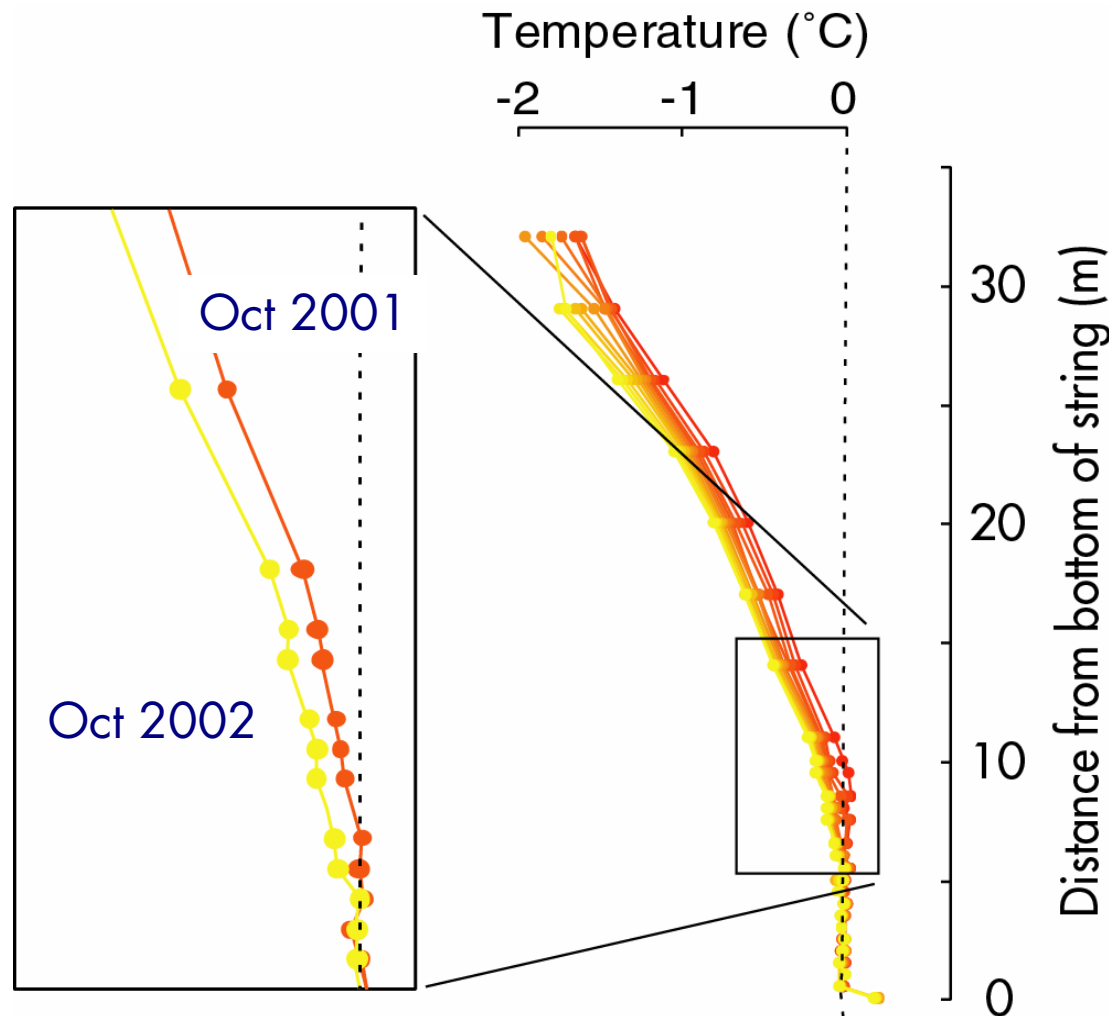 Temperature (˚C)
-2 -1 0
Oct 2001
Oct 2002
30
20
10
0
Distance from bottom of string (m)